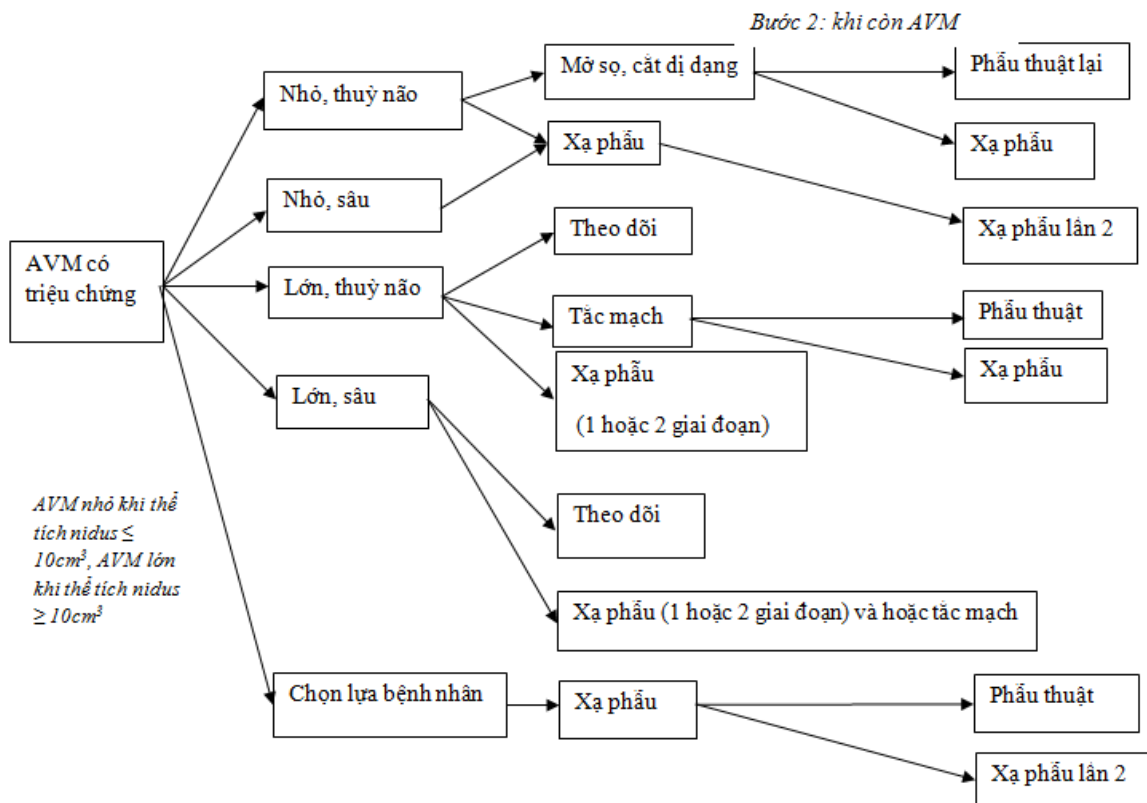 Bước 2: khi còn AVM
Mở sọ, cắt dị dạng
Phẫu thuật lại
Nhỏ, thuỳ não
Xạ phẫu
Xạ phẫu
Nhỏ, sâu
Theo dõi
Xạ phẫu lần 2
AVM có
triệu chứng
Lớn, thuỳ não
Tắc mạch
Phẫu thuật
Xạ phẫu
(1 hoặc 2 giai đoạn)
Xạ phẫu
Lớn, sâu
AVM nhỏ khi thể
tích nidus ≤
10cm³, AVM lớn
khi thể tích nidus
≥ 10cm³
Theo dõi
Xạ phẫu (1 hoặc 2 giai đoạn) và hoặc tắc mạch
Chọn lựa bệnh nhân
Xạ phẫu
Phẫu thuật
Xạ phẫu lần 2